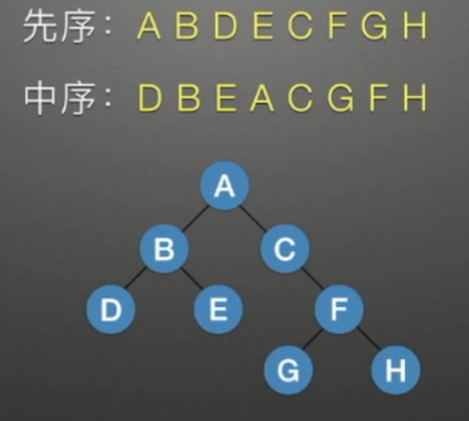 先序：A B D E C F G H
中序：D B E A C G F H
A
B C
D E F
G H